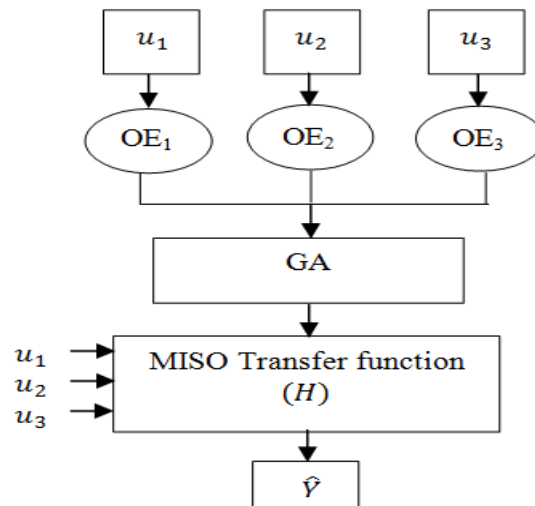 u₁ u₂ u₃
OE₁ OE₂ OE₃
GA
MISO Transfer function
(H)
u₁
u₂
u₃
Ŷ